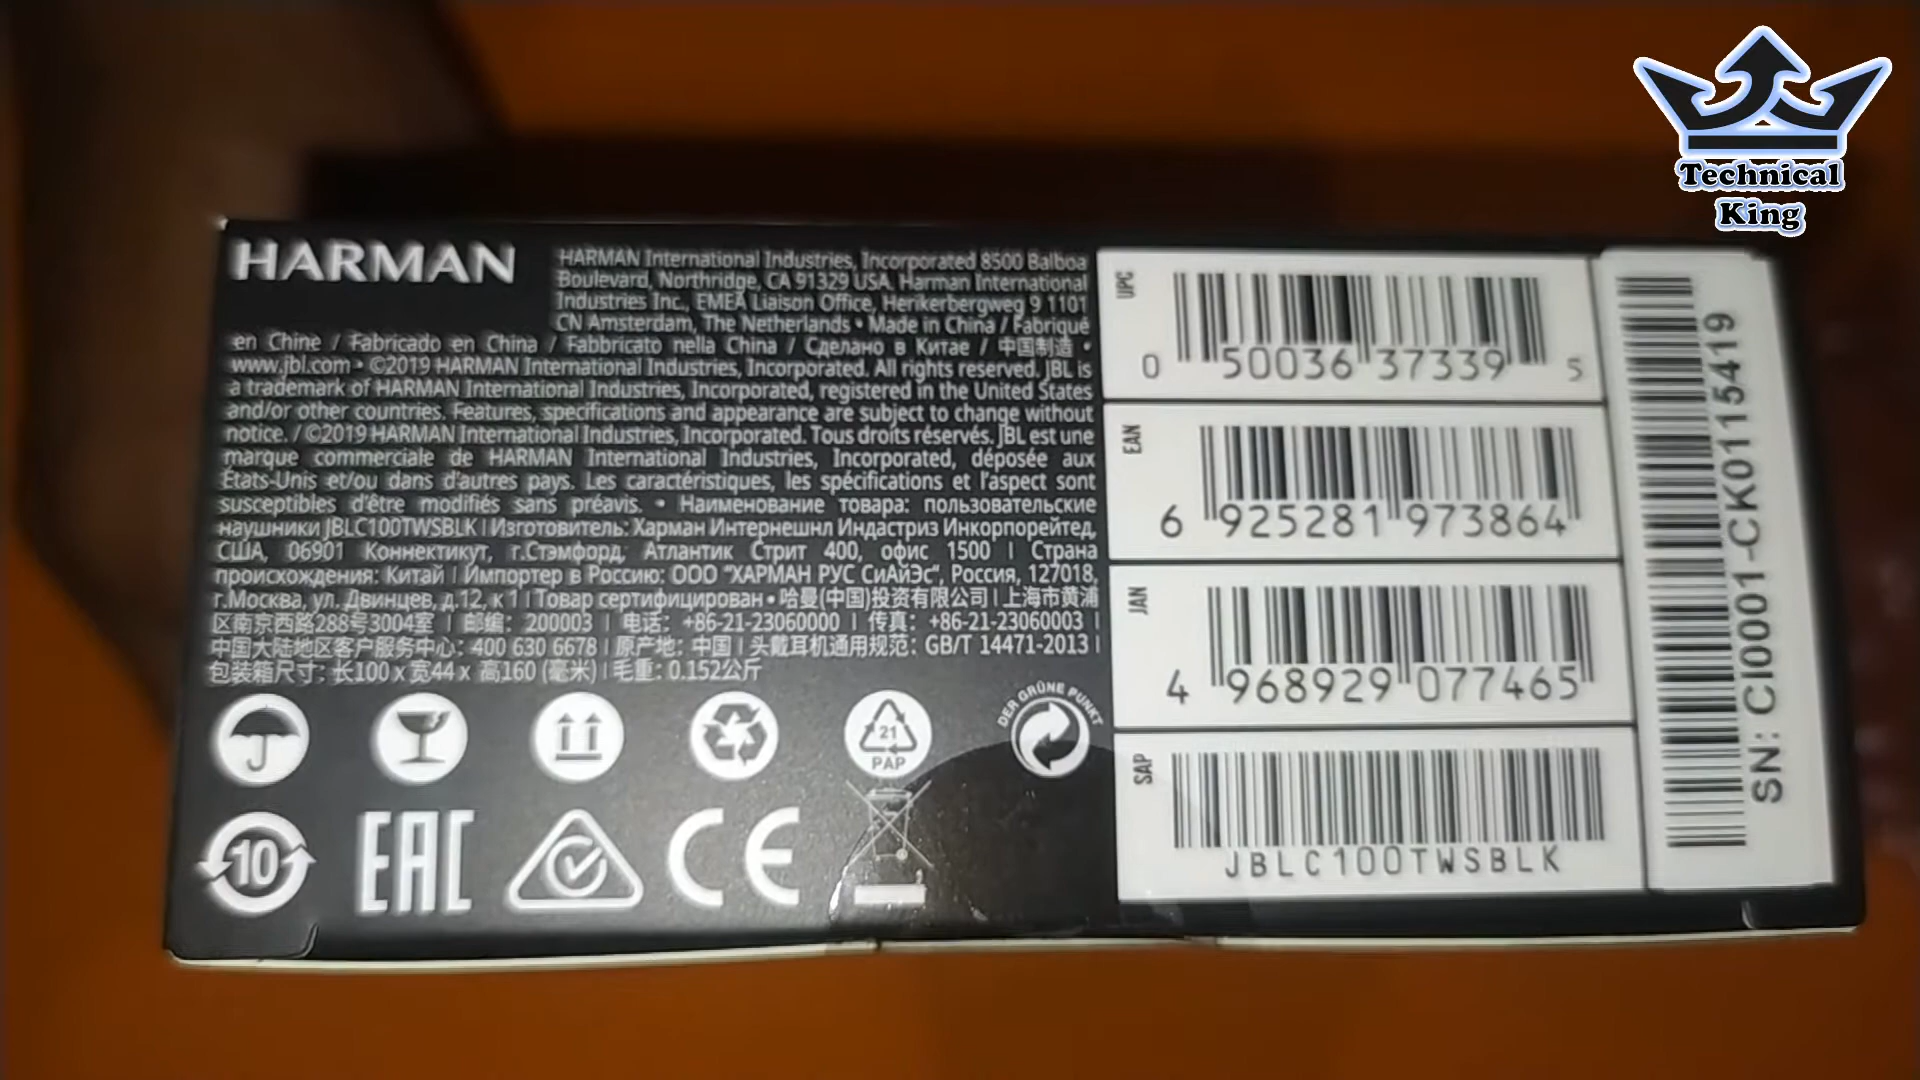 Technical
King
HARMAN
HARMAN International Industries, Incorporated 8500 Balboa
Boulevard, Northridge, CA 91329 USA. Harman International
Industries Inc., EMEA Liaison Office, Herikerbergweg 9 1101
CN Amsterdam, The Netherlands • Made in China / Fabriqué
en Chine / Fabricado en China / Fabbricato nella China / Сделано в Китае / 中国制造 •
www.jbl.com • ©2019 HARMAN International Industries, Incorporated. All rights reserved. JBL is
a trademark of HARMAN International Industries, Incorporated, registered in the United States
and/or other countries. Features, specifications and appearance are subject to change without
notice. / ©2019 HARMAN International Industries, Incorporated. Tous droits réservés. JBL est une
marque commerciale de HARMAN International Industries, Incorporated, déposée aux
États-Unis et/ou dans d'autres pays. Les caractéristiques, les spécifications et l'aspect sont
susceptibles d'être modifiés sans préavis. • Наименование товара: пользовательские
наушники JBLC100TWSBLK | Изготовитель: Харман Интернешнл Индастриз Инкорпорейтед,
США, 06901 Коннектикут, г.Стэмфорд, Атлантик Стрит 400, офис 1500 | Страна
происхождения: Китай | Импортер в Россию: ООО "ХАРМАН РУС СиАйЭс", Россия, 127018,
г.Москва, ул. Двинцев, д.12, к 1 | Товар сертифицирован • 哈曼(中国)投资有限公司 | 上海市黄浦
区南京西路288号3004室 | 邮编: 200003 | 电话: +86-21-23060000 | 传真: +86-21-23060003 |
中国大陆地区客户服务中心: 400 630 6678 | 原产地: 中国 | 头戴耳机通用规范: GB/T 14471-2013 |
包装箱尺寸: 长100 x 宽44 x 高160 (毫米) | 毛重: 0.152公斤
21
PAP
DER GRÜNE PUNKT
10
EAC
CE
UPC
0 50036 37339 5
EAN
6 925281 973864
JAN
4 968929 077465
SAP
JBLC100TWSBLK
SN: CI0001-CK0115419